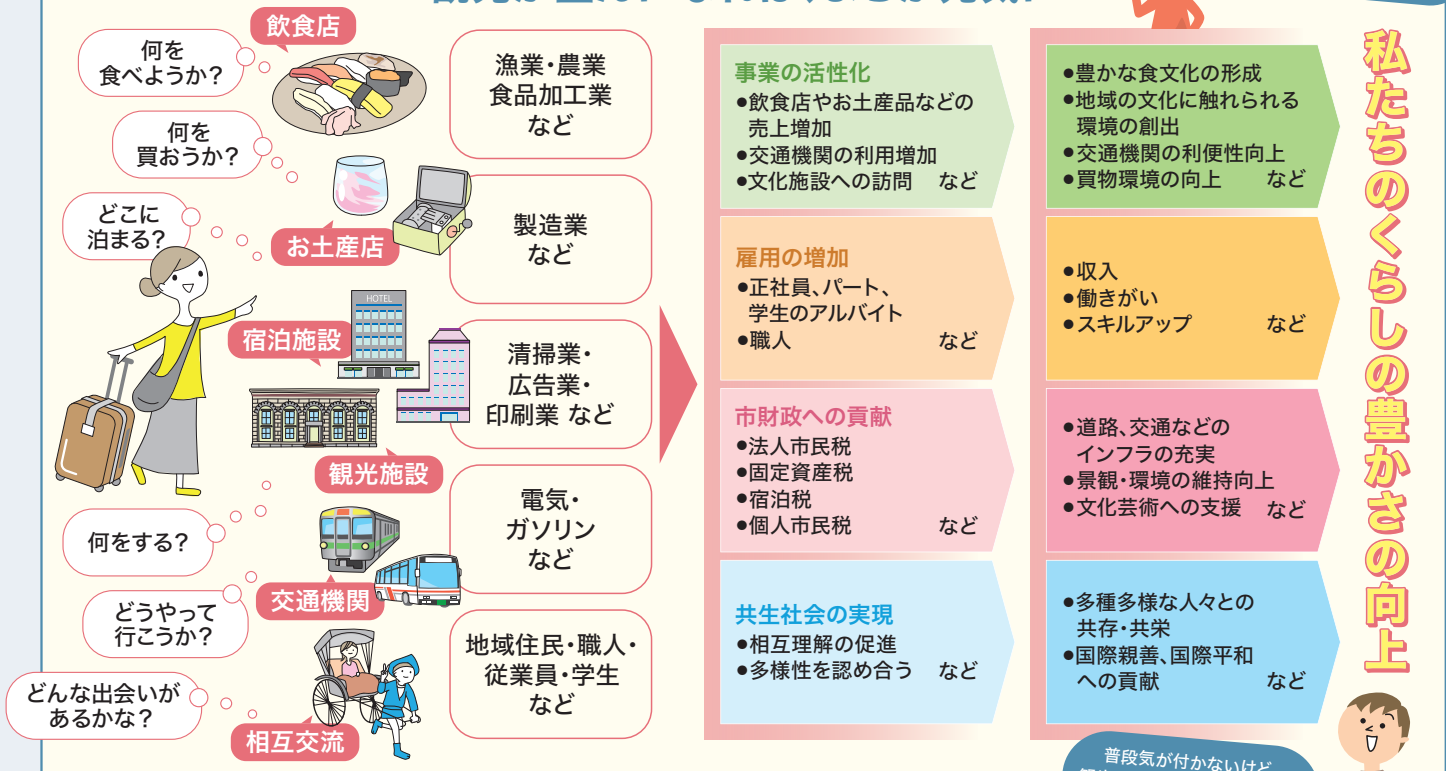 飲食店
何を
食べようか?
何を
買おうか?
お土産店
どこに
泊まる?
HOTEL
宿泊施設
観光施設
何をする?
交通機関
どうやって
行こうか?
どんな出会いが
あるかな?
相互交流
漁業・農業
食品加工業
など
製造業
など
清掃業・
広告業・
印刷業 など
電気・
ガソリン
など
地域住民・職人・
従業員・学生
など
事業の活性化
●飲食店やお土産品などの
売上増加
●交通機関の利用増加
●文化施設への訪問 など
雇用の増加
●正社員、パート、
学生のアルバイト
●職人 など
市財政への貢献
●法人市民税
●固定資産税
●宿泊税
●個人市民税 など
共生社会の実現
●相互理解の促進
●多様性を認め合う など
●豊かな食文化の形成
●地域の文化に触れられる
環境の創出
●交通機関の利便性向上
●買物環境の向上 など
●収入
●働きがい
●スキルアップ など
●道路、交通などの
インフラの充実
●景観・環境の維持向上
●文化芸術への支援 など
●多種多様な人々との
共存・共栄
●国際親善、国際平和
への貢献 など
私たちのくらしの豊かさの向上
普段気が付かないけど